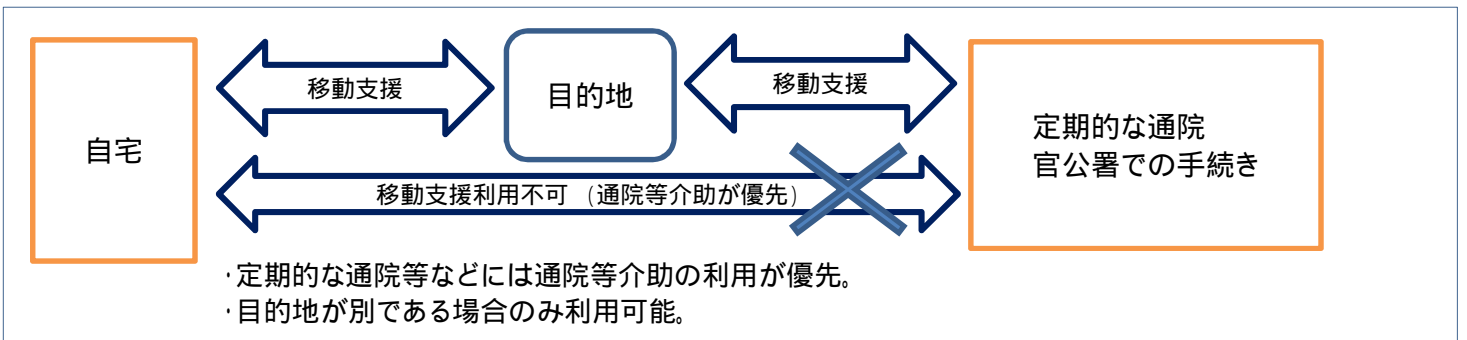 自宅
移動支援
目的地
移動支援
定期的な通院
官公署での手続き
移動支援利用不可 (通院等介助が優先)
・定期的な通院等などには通院等介助の利用が優先。
・目的地が別である場合のみ利用可能。